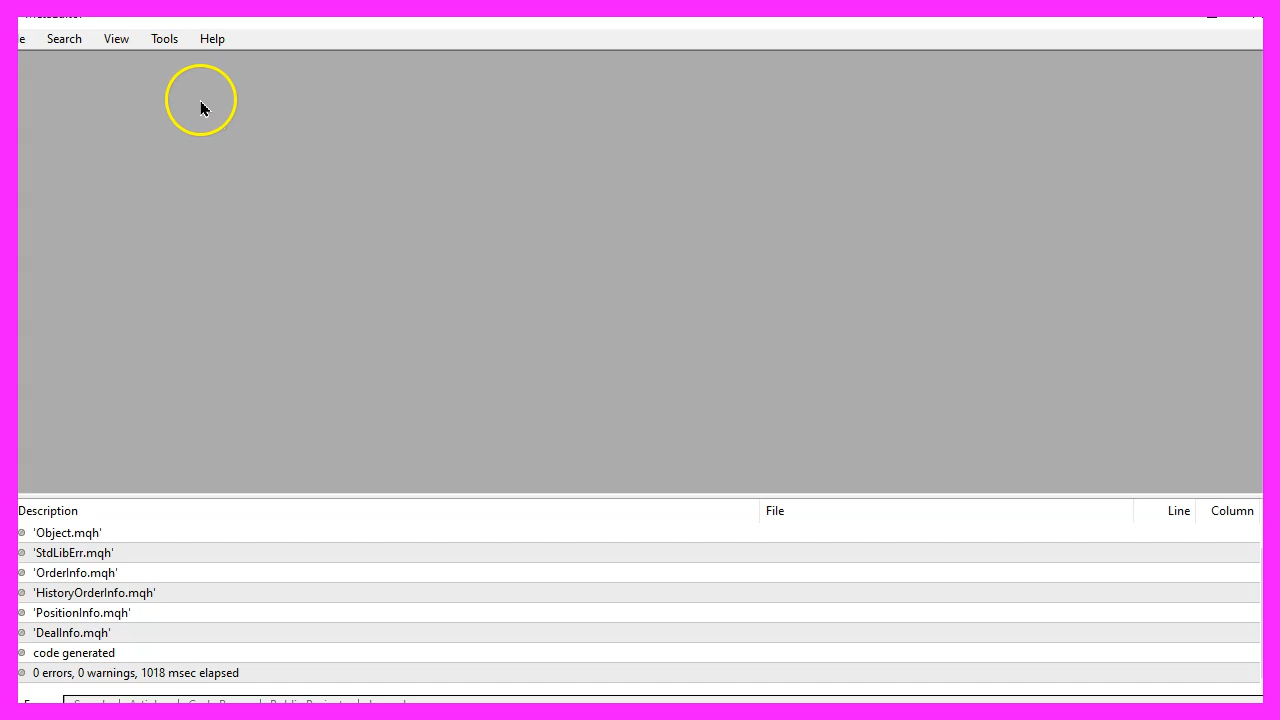 e Search View Tools Help
Description File Line Column
'Object.mqh'
'StdLibErr.mqh'
'OrderInfo.mqh'
'HistoryOrderInfo.mqh'
'PositionInfo.mqh'
'DealInfo.mqh'
code generated
0 errors, 0 warnings, 1018 msec elapsed